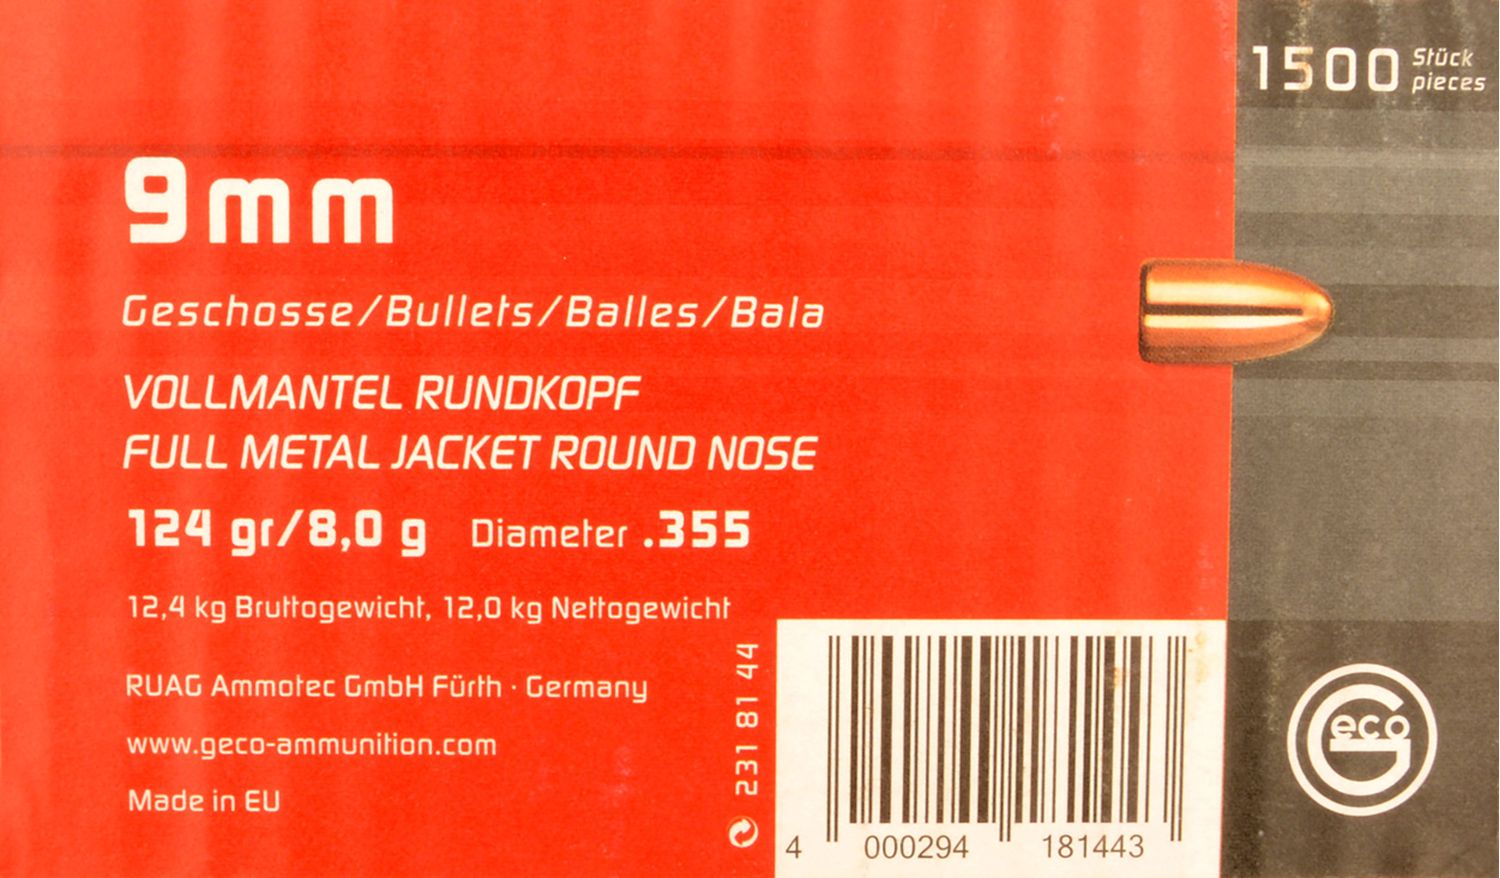 1500 Stück
pieces
9mm
Geschosse/Bullets/Balles/Bala
VOLLMANTEL RUNDKOPF
FULL METAL JACKET ROUND NOSE
124 gr/8,0 g Diameter .355
12,4 kg Bruttogewicht, 12,0 kg Nettogewicht
RUAG Ammotec GmbH Fürth · Germany
www.geco-ammunition.com
Made in EU
231 81 44
4 000294 181443
Geco